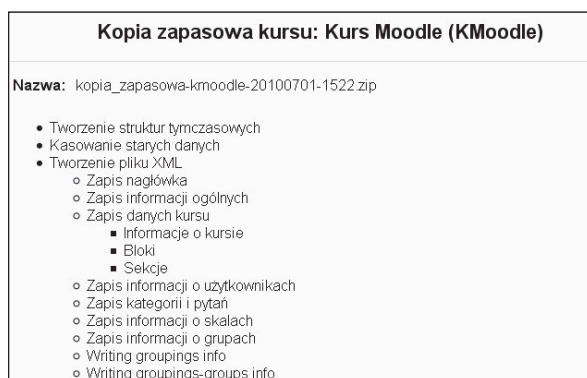 Kopia zapasowa kursu: Kurs Moodle (KMoodle)
Nazwa: kopia_zapasowa-kmoodle-20100701-1522.zip
Tworzenie struktur tymczasowych
Kasowanie starych danych
Tworzenie pliku XML
Zapis nagłówka
Zapis informacji ogólnych
Zapis danych kursu
Informacje o kursie
Bloki
Sekcje
Zapis informacji o użytkownikach
Zapis kategorii i pytań
Zapis informacji o skalach
Zapis informacji o grupach
Writing groupings info
Writing groupings-groups info